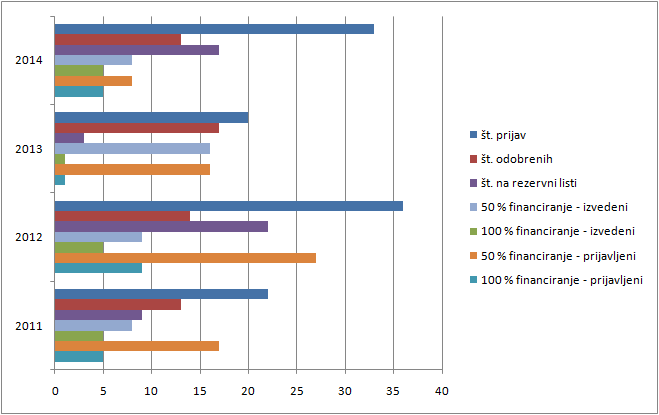 2014
2013
2012
2011
0 5 10 15 20 25 30 35 40
št. prijav
št. odobrenih
št. na rezervni listi
50 % financiranje - izvedeni
100 % financiranje - izvedeni
50 % financiranje - prijavljeni
100 % financiranje - prijavljeni